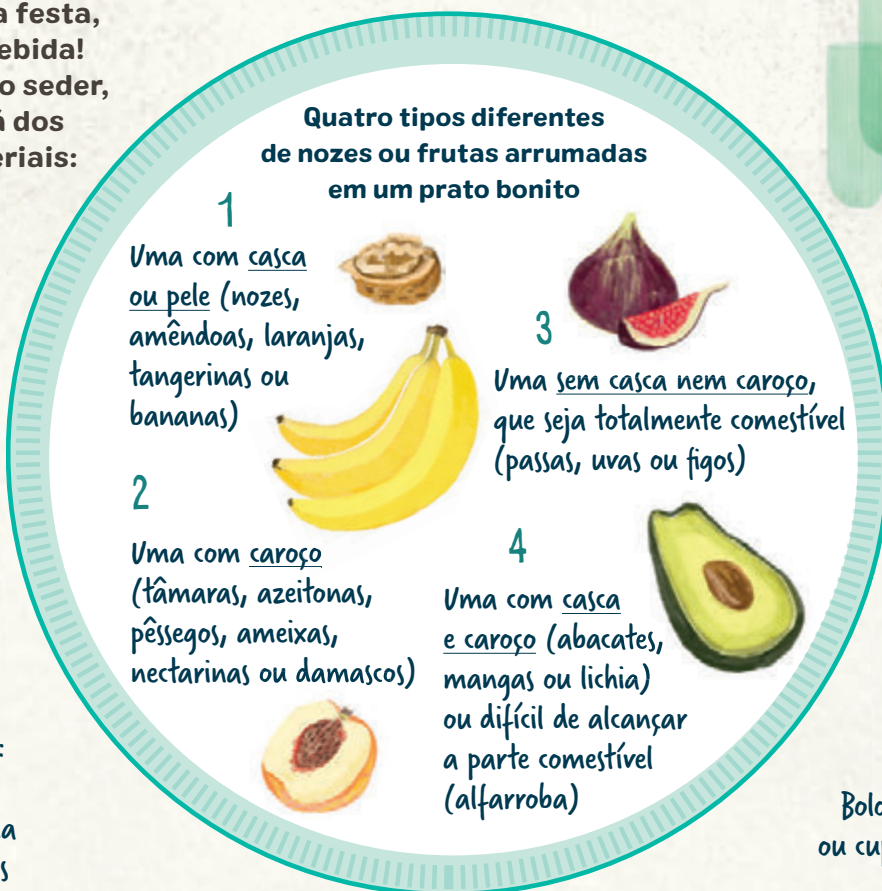 a festa,
ebida!
o seder,
á dos
eriais:
Quatro tipos diferentes
de nozes ou frutas arrumadas
em um prato bonito
1
Uma com casca
ou pele (nozes,
amêndoas, laranjas,
tangerinas ou
bananas)
2
Uma com caroço
(tâmaras, azeitonas,
pêssegos, ameixas,
nectarinas ou damascos)
3
Uma sem casca nem caroço,
que seja totalmente comestível
(passas, uvas ou figos)
4
Uma com casca
e caroço (abacates,
mangas ou lichia)
ou difícil de alcançar
a parte comestível
(alfarroba)
:
a
s
Bolo
ou cup